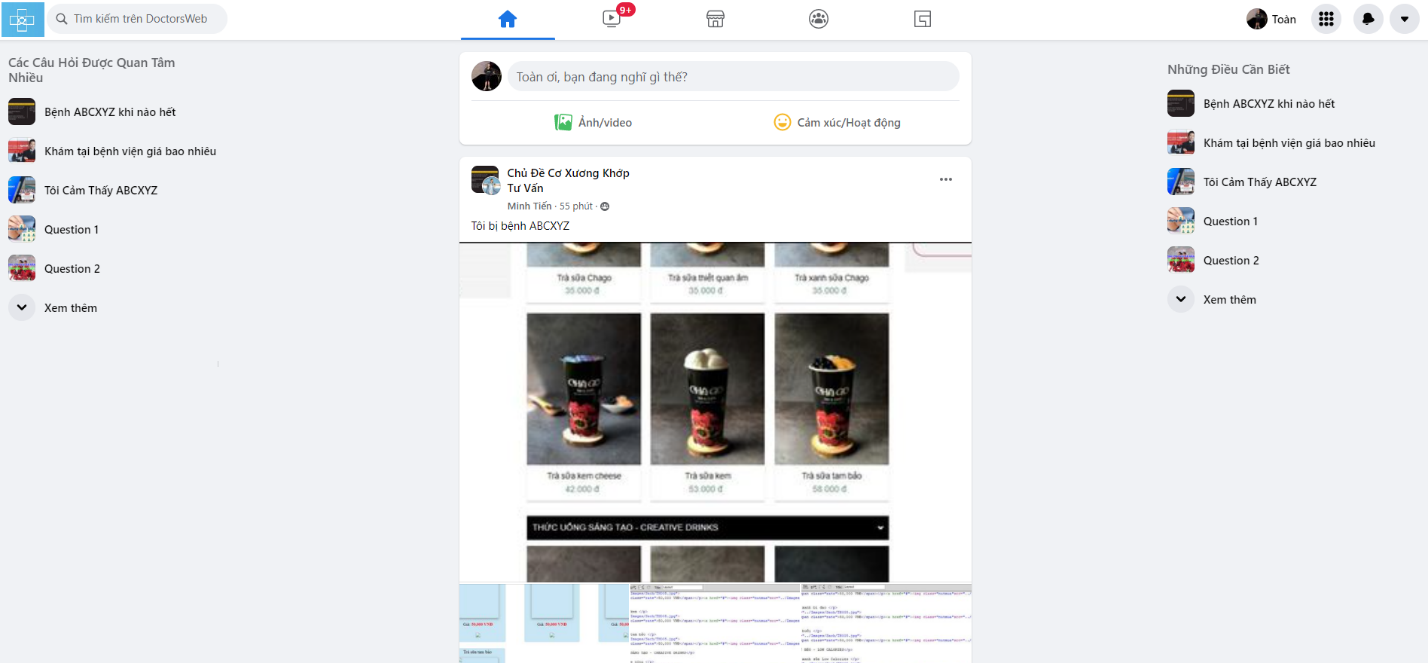 Tìm kiếm trên DoctorsWeb
9+
Toàn
Các Câu Hỏi Được Quan Tâm
Nhiều
Bệnh ABCXYZ khi nào hết
Khám tại bệnh viện giá bao nhiêu
Tôi Cảm Thấy ABCXYZ
Question 1
Question 2
Xem thêm
Toàn ơi, bạn đang nghĩ gì thế?
Ảnh/video
Cảm xúc/Hoạt động
Chủ Đề Cơ Xương Khớp
Tư Vấn
Minh Tiến · 55 phút ·
Tôi bị bệnh ABCXYZ
Trà sữa Chago
35.000 đ
Trà sữa thiết quan âm
35.000 đ
Trà xanh sữa Chago
35.000 đ
CHAGO
CHAGO
CHAGO
Trà sữa kem cheese
42.000 đ
Trà sữa kem
53.000 đ
Trà sữa tam bảo
58.000 đ
THỨC UỐNG SÁNG TẠO - CREATIVE DRINKS
Những Điều Cần Biết
Bệnh ABCXYZ khi nào hết
Khám tại bệnh viện giá bao nhiêu
Tôi Cảm Thấy ABCXYZ
Question 1
Question 2
Xem thêm